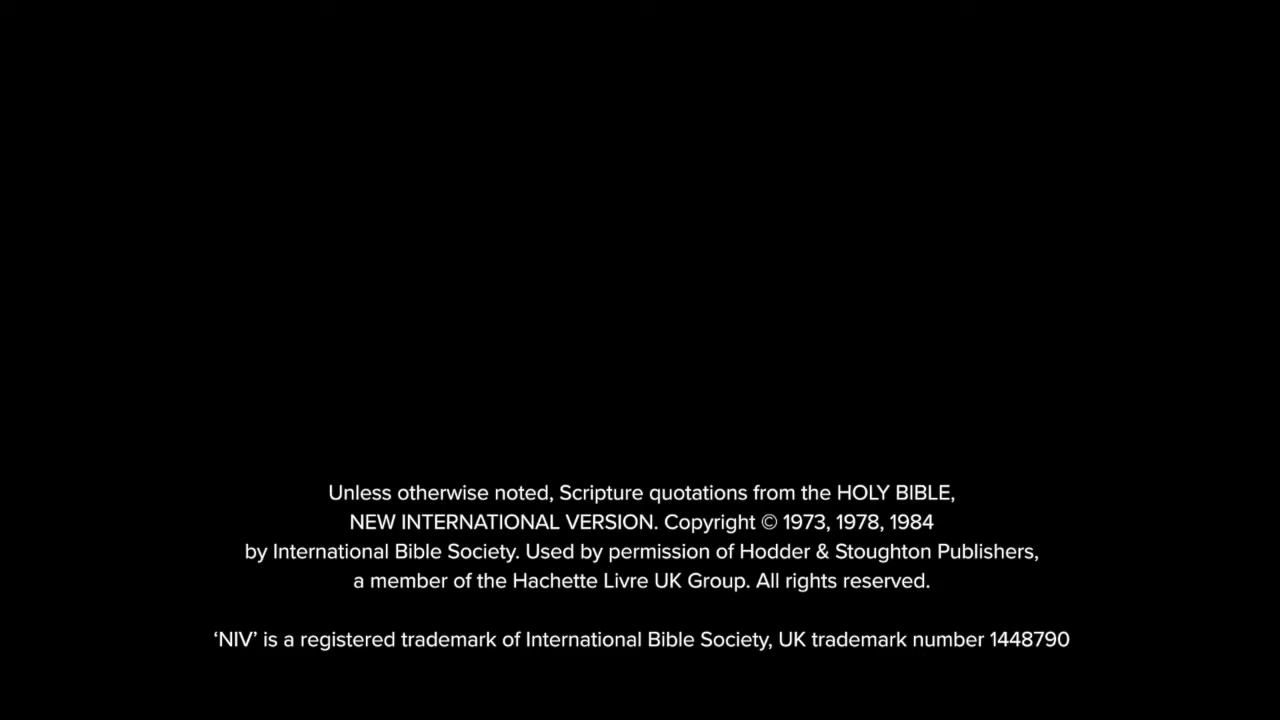 Unless otherwise noted, Scripture quotations from the HOLY BIBLE,
NEW INTERNATIONAL VERSION. Copyright © 1973, 1978, 1984
by International Bible Society. Used by permission of Hodder & Stoughton Publishers,
a member of the Hachette Livre UK Group. All rights reserved.
‘NIV’ is a registered trademark of International Bible Society, UK trademark number 1448790